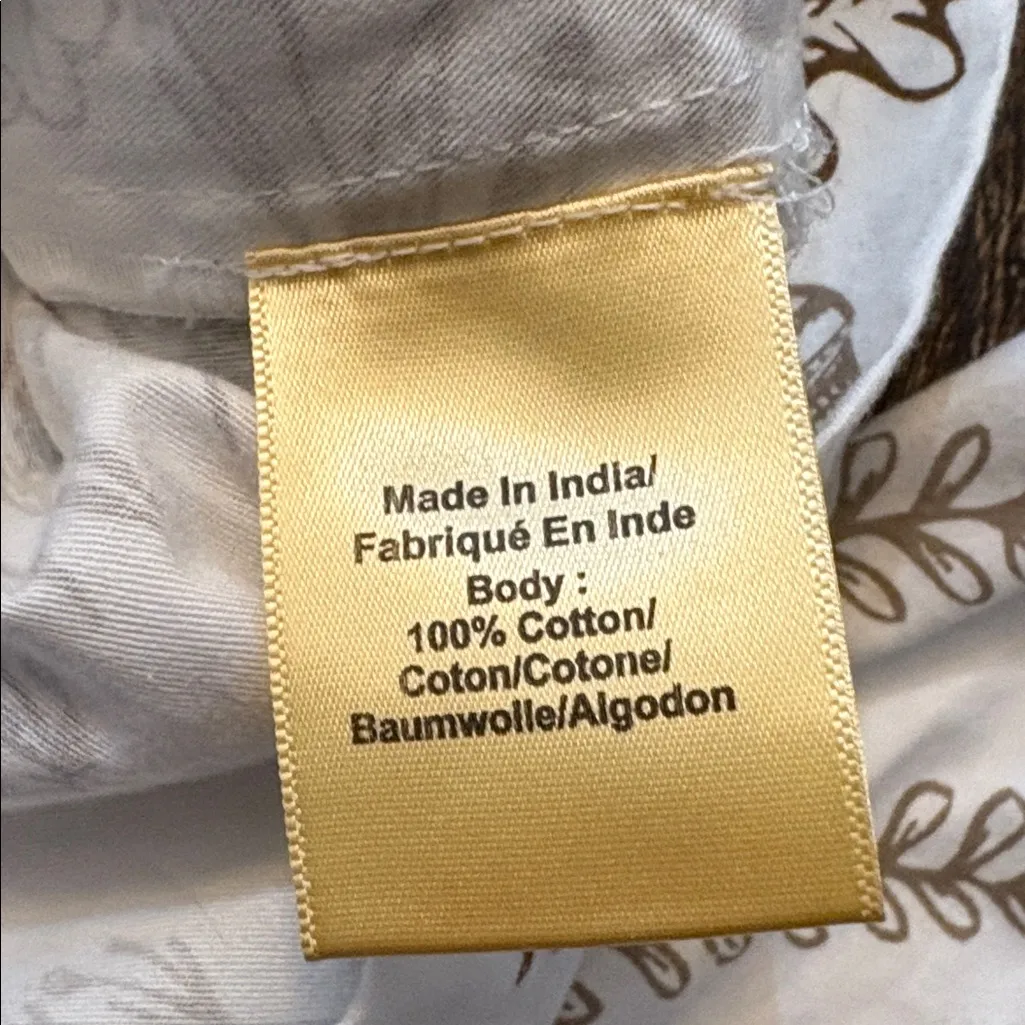 Made In India/
Fabriqué En Inde
Body :
100% Cotton/
Coton/Cotone/
Baumwolle/Algodon